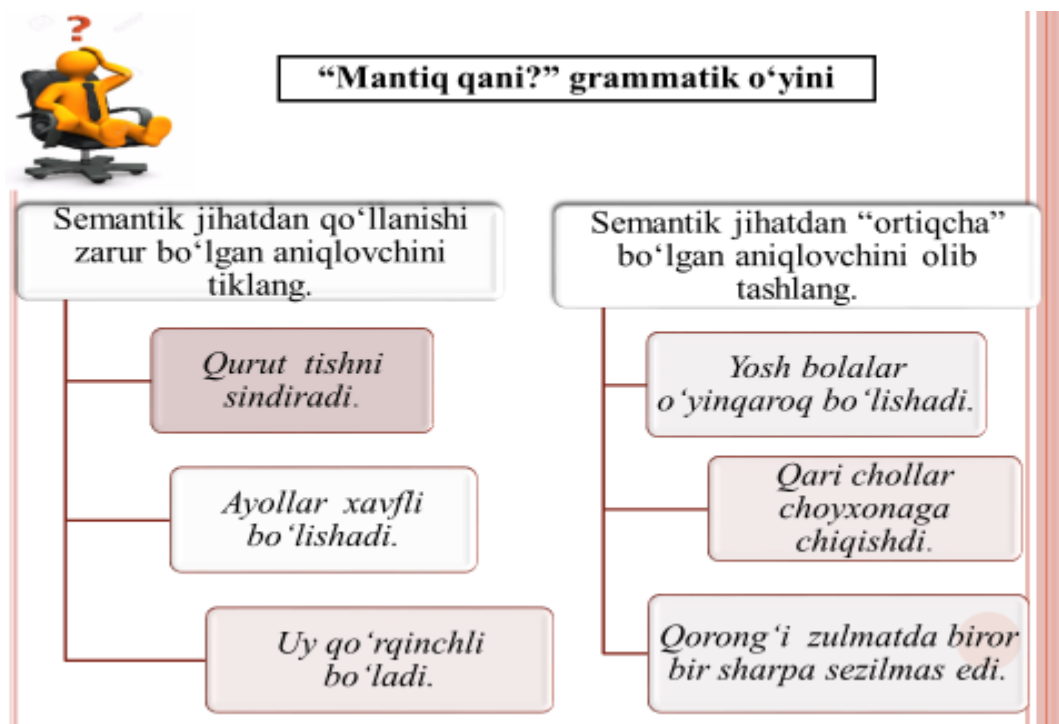 ?
“Mantiq qani?” grammatik o‘yini
Semantik jihatdan qo‘llanishi
zarur bo‘lgan aniqlovchini
tiklang.
Qurut tishni
sindiradi.
Ayollar xavfli
bo‘lishadi.
Uy qo‘rqinchli
bo‘ladi.
Semantik jihatdan “ortiqcha”
bo‘lgan aniqlovchini olib
tashlang.
Yosh bolalar
o‘yinqaroq bo‘lishadi.
Qari chollar
choyxonaga
chiqishdi.
Qorong‘i zulmatda biror
bir sharpa sezilmas edi.